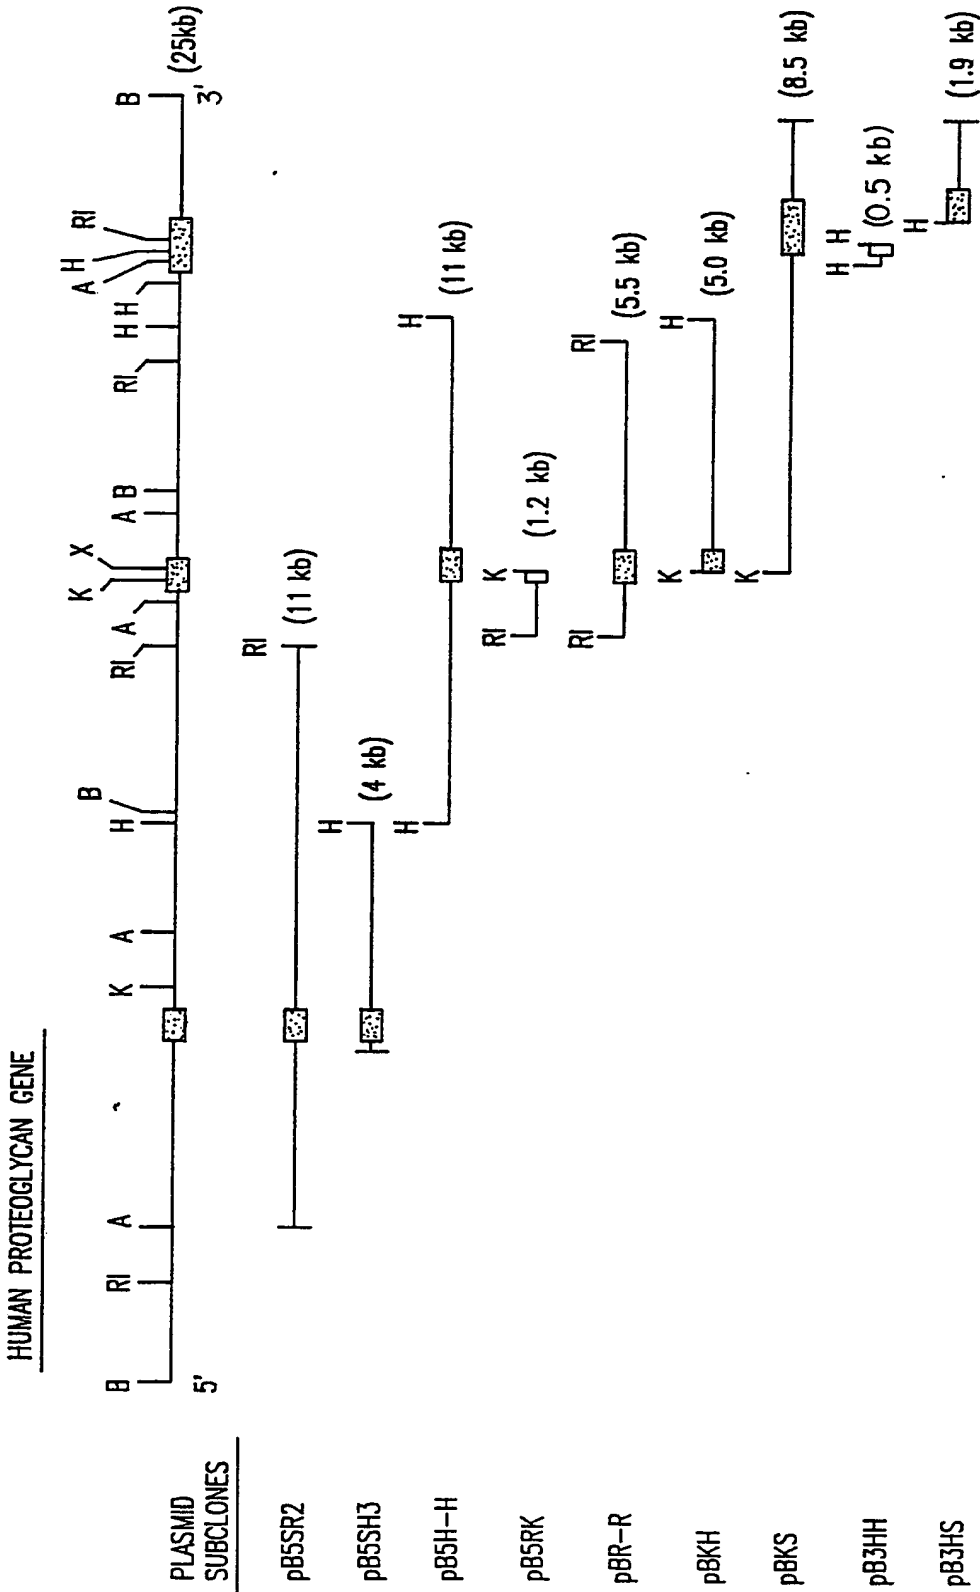 HUMAN PROTEOGLYCAN GENE
B RI A K A H B RI A K X A B RI H H A H RI B
5' 3' (25kb)
PLASMID
SUBCLONES
pB5SR2 RI (11 kb)
pB5SH3 H (4 kb)
pB5H-H H H (11 kb)
pB5RK RI K (1.2 kb)
pBR-R RI RI (5.5 kb)
pBKH K H (5.0 kb)
pBKS K (8.5 kb)
pB3HH H H (0.5 kb)
pB3HS H (1.9 kb)